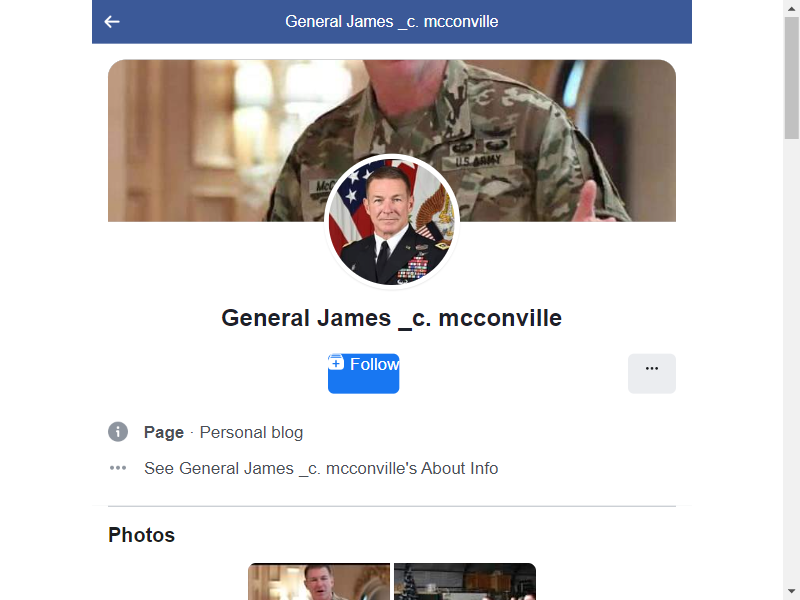 General James _c. mcconville
U.S. ARMY
General James _c. mcconville
Follow
Page · Personal blog
See General James _c. mcconville's About Info
Photos